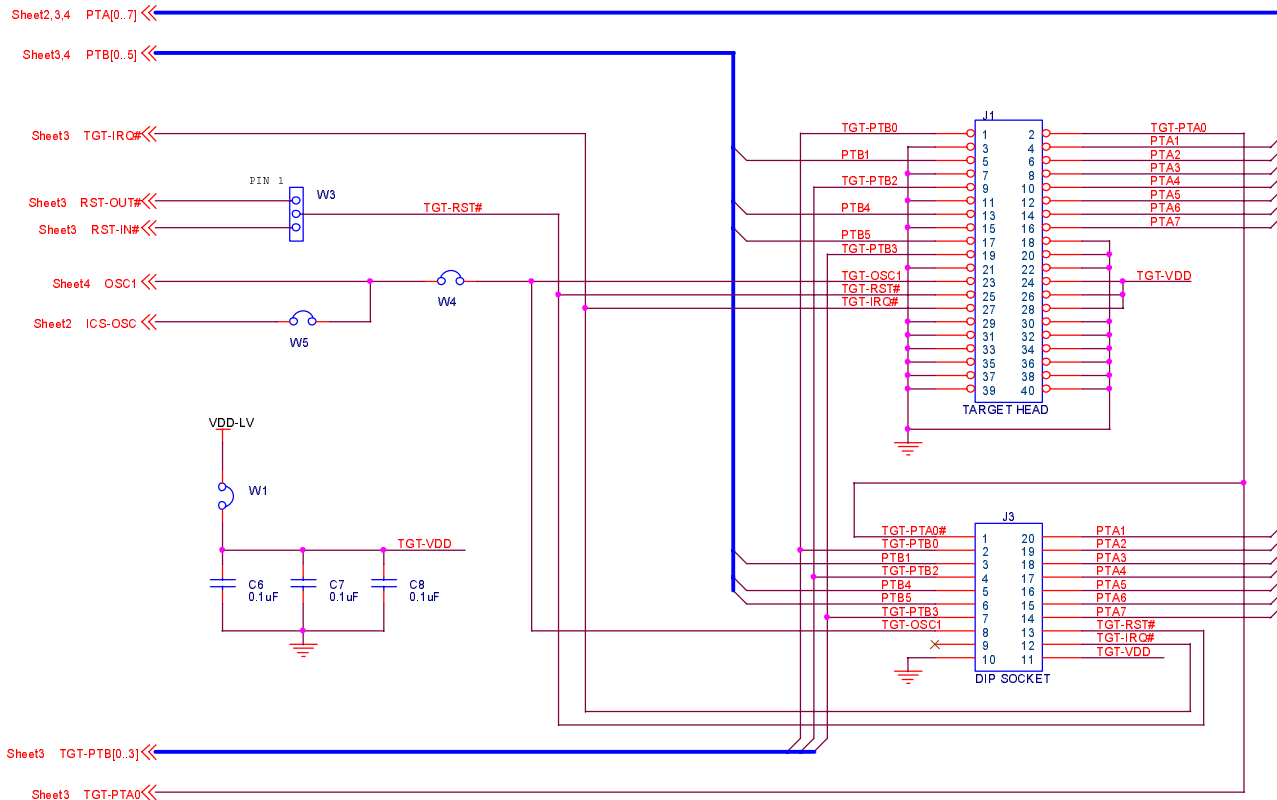 Sheet2,3,4 PTA[0..7]
Sheet3,4 PTB[0..5]
Sheet3 TGT-IRQ#
PIN 1
W3
Sheet3 RST-OUT#
TGT-RST#
Sheet3 RST-IN#
Sheet4 OSC1
W4
Sheet2 ICS-OSC
W5
J1
TGT-PTB0 1 2 TGT-PTA0
3 4 PTA1
PTB1 5 6 PTA2
7 8 PTA3
TGT-PTB2 9 10 PTA4
11 12 PTA5
PTB4 13 14 PTA6
15 16 PTA7
PTB5 17 18
TGT-PTB3 19 20
21 22
TGT-OSC1 23 24 TGT-VDD
TGT-RST# 25 26
TGT-IRQ# 27 28
29 30
31 32
33 34
35 36
37 38
39 40
TARGET HEAD
VDD-LV
W1
TGT-VDD
C6 C7 C8
0.1uF 0.1uF 0.1uF
J3
TGT-PTA0# 1 20 PTA1
TGT-PTB0 2 19 PTA2
PTB1 3 18 PTA3
TGT-PTB2 4 17 PTA4
PTB4 5 16 PTA5
PTB5 6 15 PTA6
TGT-PTB3 7 14 PTA7
TGT-OSC1 8 13 TGT-RST#
9 12 TGT-IRQ#
10 11 TGT-VDD
DIP SOCKET
Sheet3 TGT-PTB[0..3]
Sheet3 TGT-PTA0